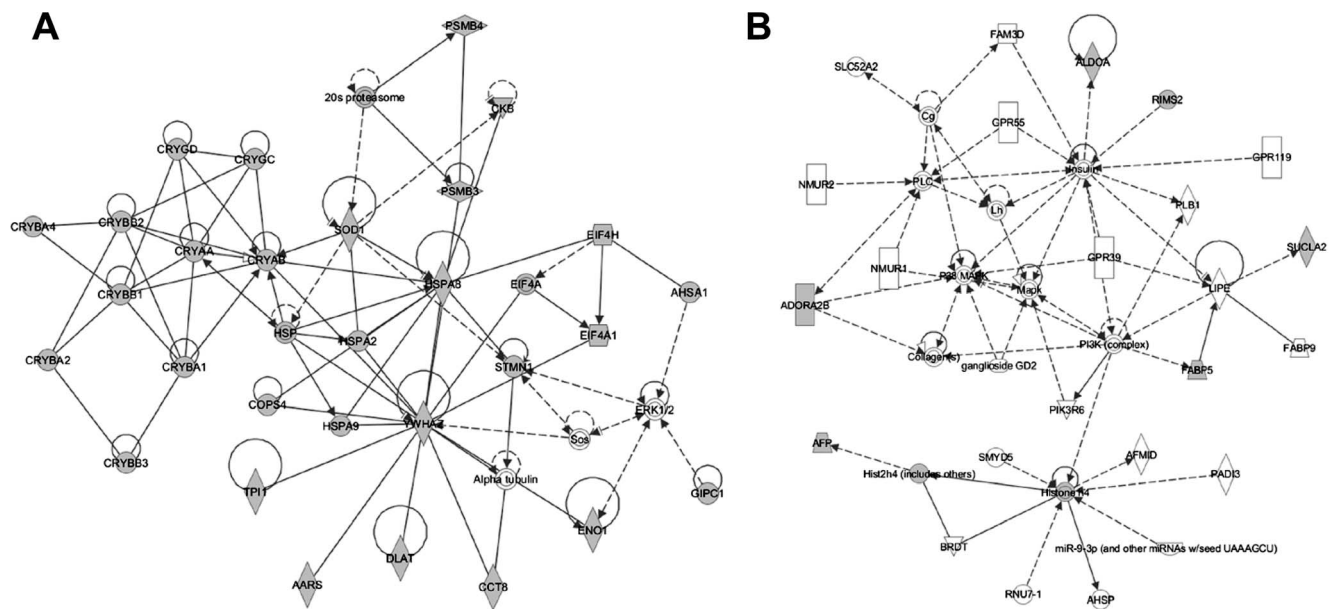 A
PSMB4
20s proteasome
CKB
CRYGD
CRYGC
PSMB3
CRYBA4
CRYBB2
SOD1
EIF4H
CRYAA
CRYAB
HSPA8
EIF4A
AHSA1
CRYBB1
HSP
HSPA2
EIF4A1
CRYBA2
CRYBA1
STMN1
COPS4
HSPA9
YWHAZ
Sos
ERK1/2
CRYBB3
TPI1
Alpha tubulin
GIPC1
ENO1
DLAT
AARS
CCT8
B
FAM3D
SLC52A2
ALDOA
Cg
GPR55
RIMS2
NMUR2
PLC
Insulin
GPR119
Lh
PLB1
NMUR1
P38 MAPK
GPR39
SUCLA2
Mapk
LIPE
ADORA2B
Collagen(s)
ganglioside GD2
PI3K (complex)
FABP9
FABP5
PIK3R6
AFP
SMYD5
AFMID
Hist2h4 (includes others)
Histone h4
PADI3
BRDT
miR-9-3p (and other miRNAs w/seed UAAAGCU)
RNU7-1
AHSP